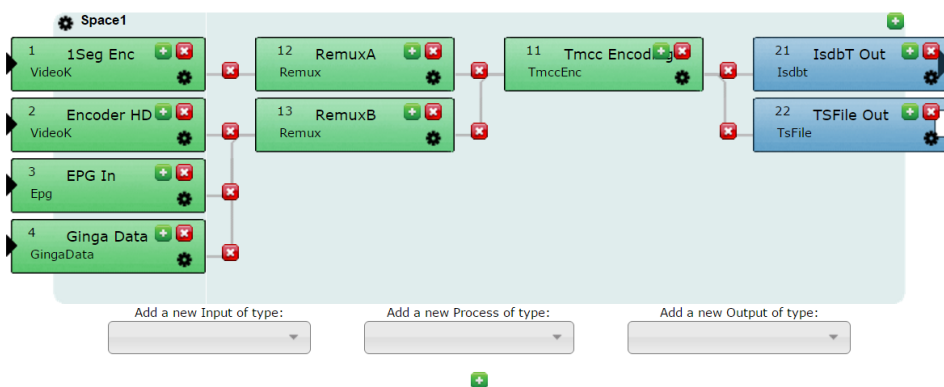 Space1
1 1Seg Enc
VideoK
12 RemuxA
Remux
11 Tmcc Encoding
TmccEnc
21 IsdbT Out
Isdbt
2 Encoder HD
VideoK
13 RemuxB
Remux
22 TSFile Out
TsFile
3 EPG In
Epg
4 Ginga Data
GingaData
Add a new Input of type:
Add a new Process of type:
Add a new Output of type: